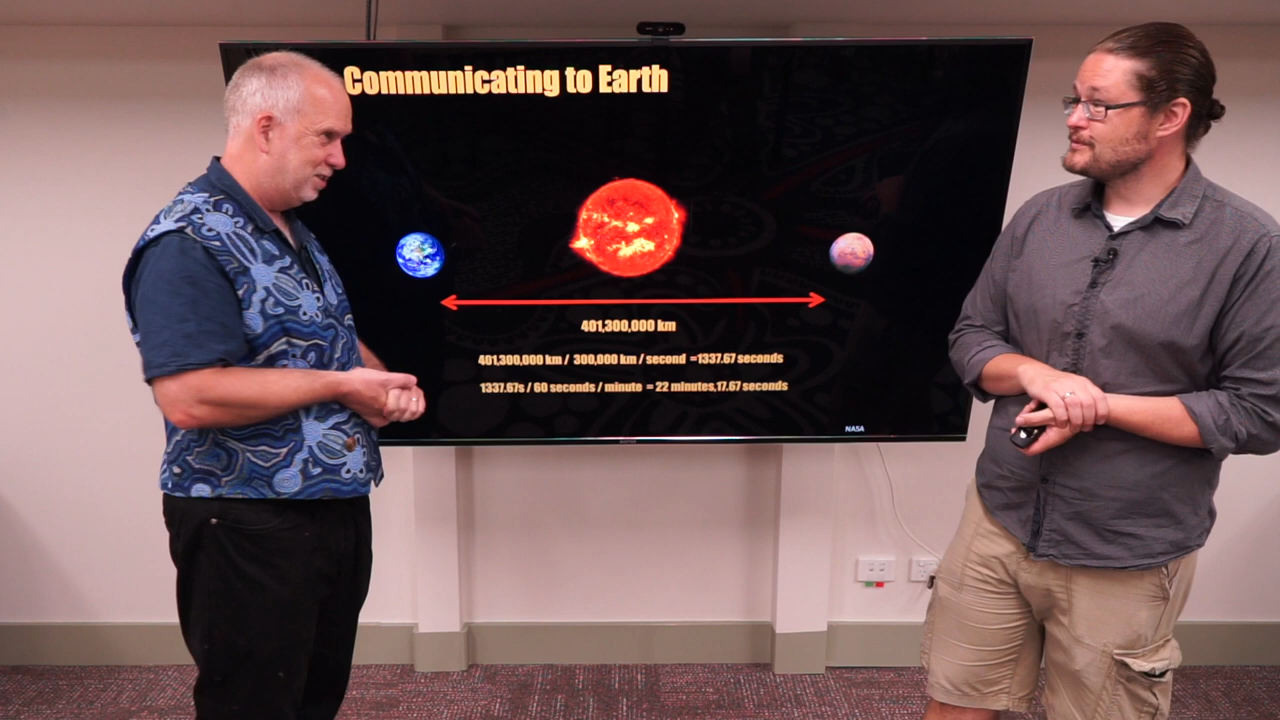 Communicating to Earth
401,300,000 km
401,300,000 km / 300,000 km / second =1337.67 seconds
1337.67s / 60 seconds / minute = 22 minutes,17.67 seconds
NASA